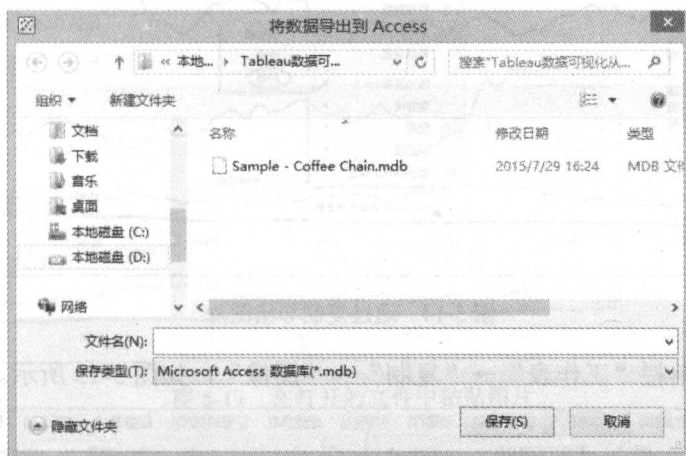 将数据导出到 Access
« 本地... ▸ Tableau数据可...
搜索"Tableau数据可视化从...
组织 新建文件夹
文档
下载
音乐
桌面
本地磁盘 (C:)
本地磁盘 (D:)
网络
名称 修改日期 类型
Sample - Coffee Chain.mdb 2015/7/29 16:24 MDB 文件
文件名(N):
保存类型(T): Microsoft Access 数据库(*.mdb)
隐藏文件夹 保存(S) 取消